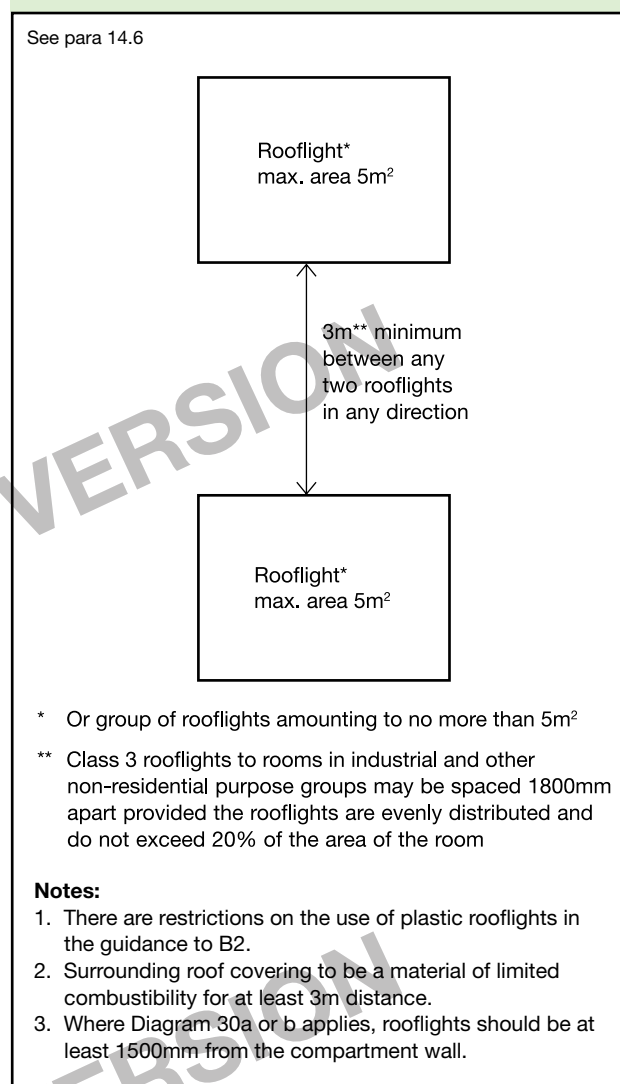 See para 14.6
Rooflight*
max. area 5m²
3m** minimum
between any
two rooflights
in any direction
VERSION
Rooflight*
max. area 5m²
* Or group of rooflights amounting to no more than 5m²
** Class 3 rooflights to rooms in industrial and other
non-residential purpose groups may be spaced 1800mm
apart provided the rooflights are evenly distributed and
do not exceed 20% of the area of the room
Notes:
1. There are restrictions on the use of plastic rooflights in
the guidance to B2.
2. Surrounding roof covering to be a material of limited
combustibility for at least 3m distance.
3. Where Diagram 30a or b applies, rooflights should be at
least 1500mm from the compartment wall.
VERSION